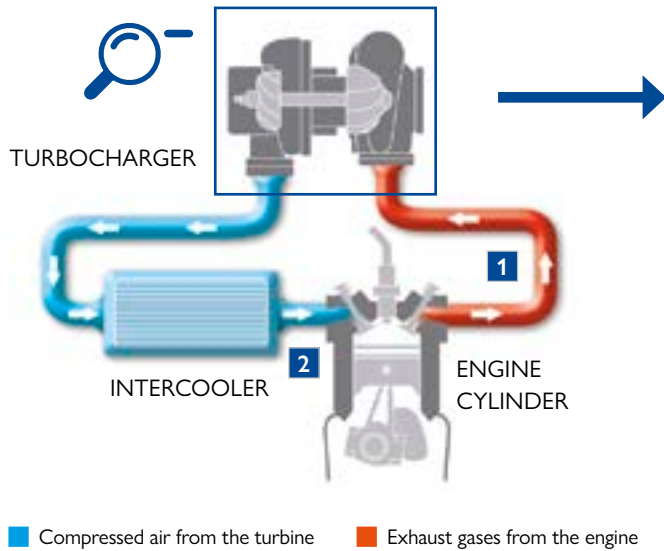 TURBOCHARGER
1
2
INTERCOOLER
ENGINE
CYLINDER
Compressed air from the turbine
Exhaust gases from the engine